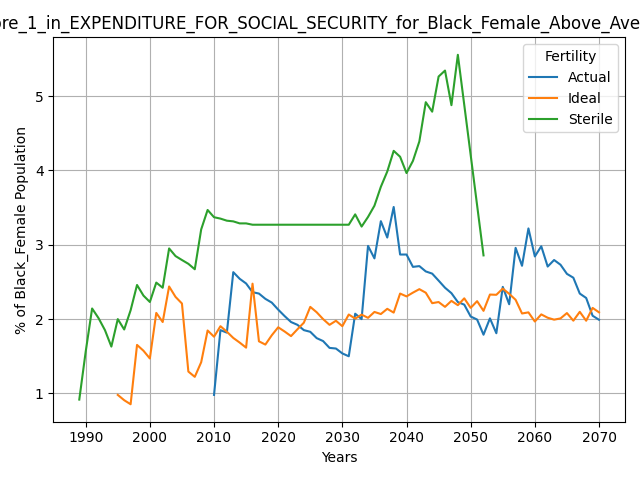 ore_1_in_EXPENDITURE_FOR_SOCIAL_SECURITY_for_Black_Female_Above_Ave
Fertility
Actual
Ideal
Sterile
% of Black_Female Population
5
4
3
2
1
1990 2000 2010 2020 2030 2040 2050 2060 2070
Years